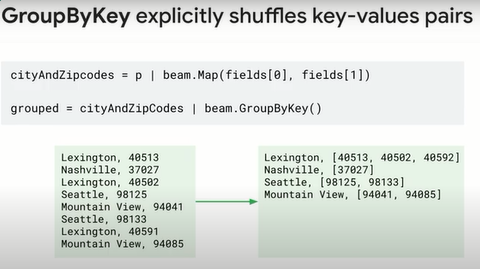 GroupByKey explicitly shuffles key-values pairs
cityAndZipcodes = p | beam.Map(fields[0], fields[1])
grouped = cityAndZipCodes | beam.GroupByKey()
Lexington, 40513
Nashville, 37027
Lexington, 40502
Seattle, 98125
Mountain View, 94041
Seattle, 98133
Lexington, 40591
Mountain View, 94085
Lexington, [40513, 40502, 40592]
Nashville, [37027]
Seattle, [98125, 98133]
Mountain View, [94041, 94085]